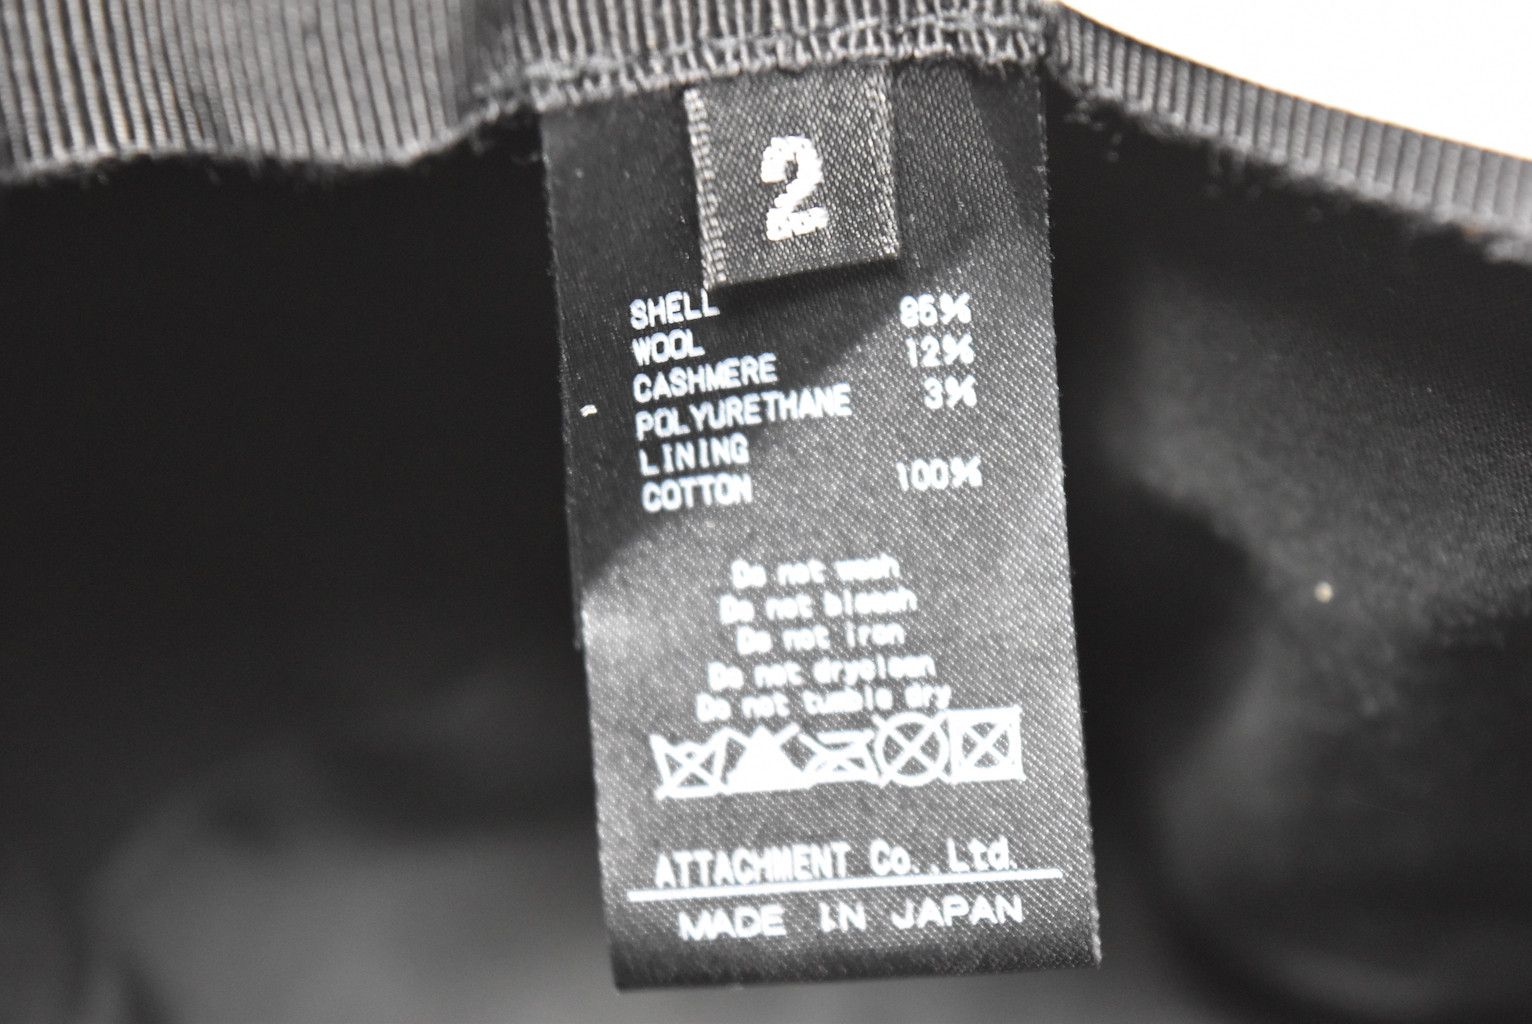 2
SHELL
WOOL 85%
CASHMERE 12%
POLYURETHANE 3%
LINING
COTTON 100%
Do not wash
Do not bleach
Do not iron
Do not dryclean
Do not tumble dry
ATTACHMENT Co.,Ltd.
MADE IN JAPAN